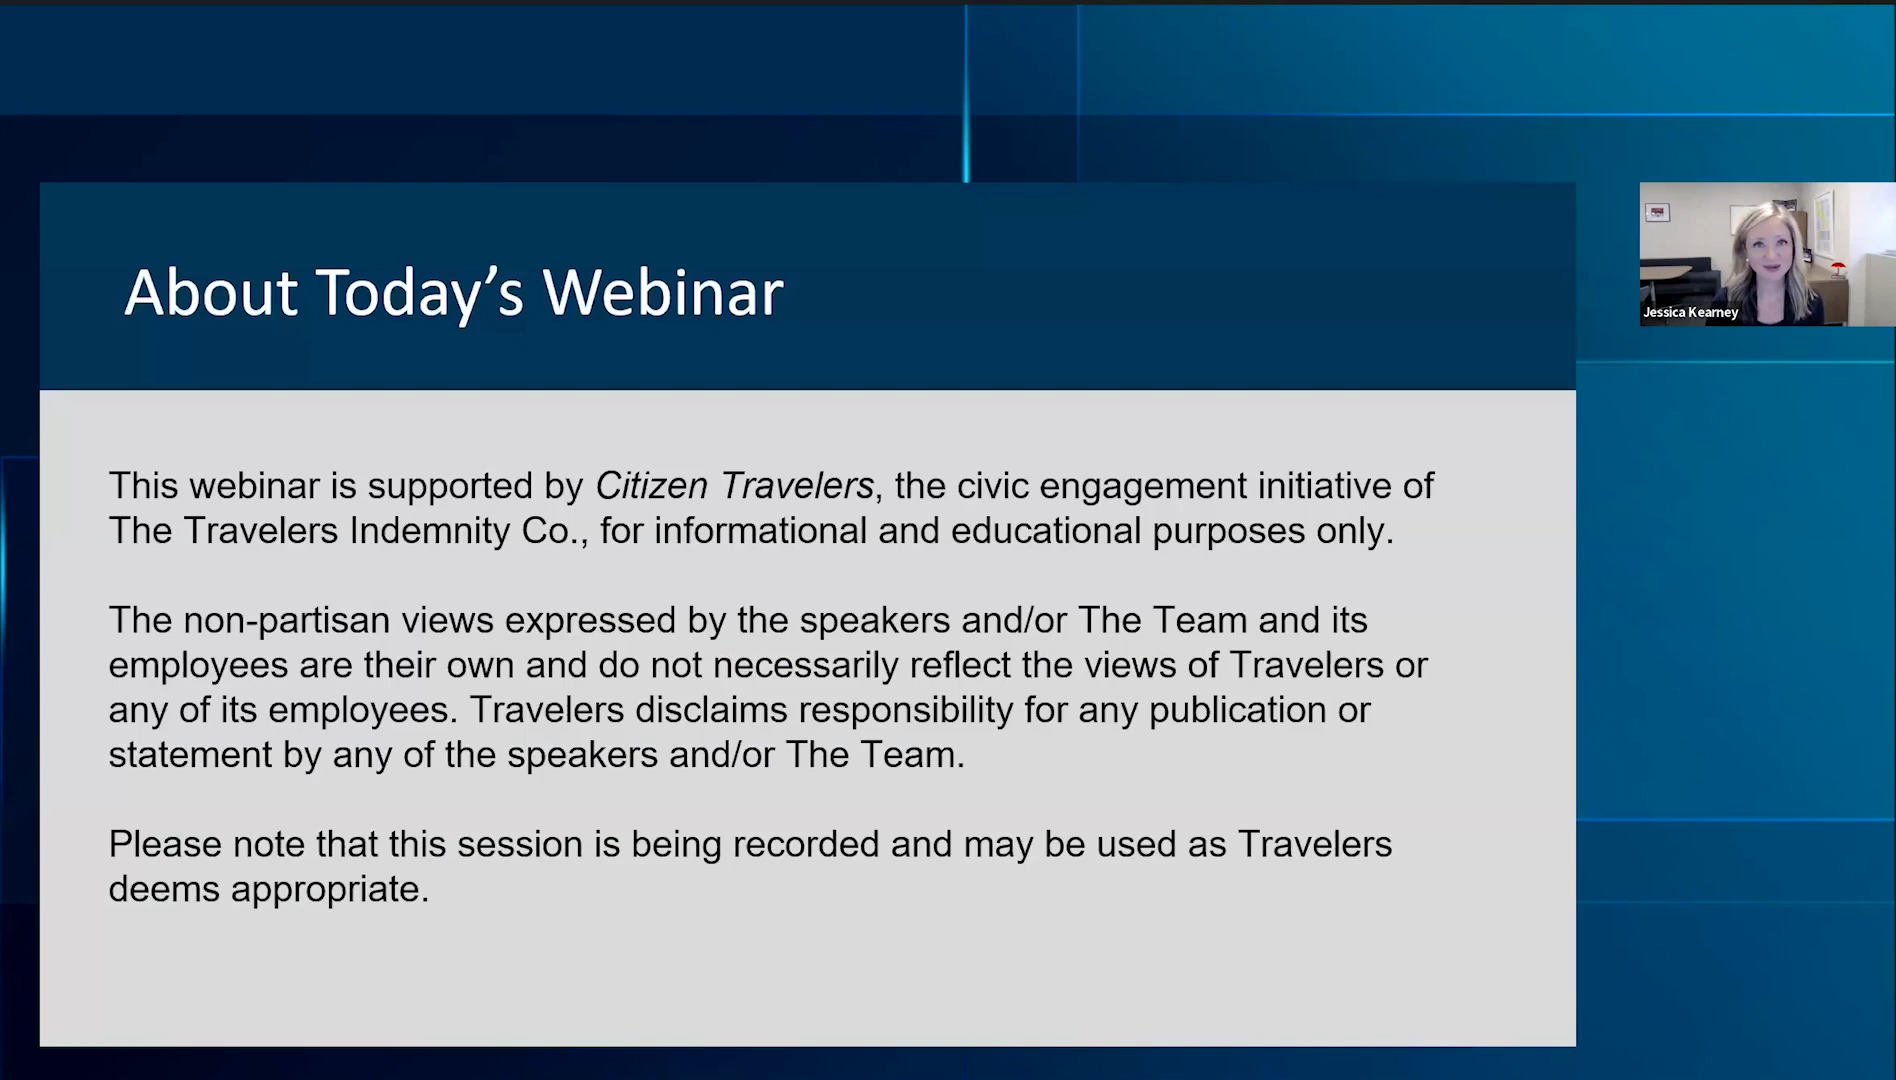 About Today’s Webinar
Jessica Kearney
This webinar is supported by Citizen Travelers, the civic engagement initiative of
The Travelers Indemnity Co., for informational and educational purposes only.
The non-partisan views expressed by the speakers and/or The Team and its
employees are their own and do not necessarily reflect the views of Travelers or
any of its employees. Travelers disclaims responsibility for any publication or
statement by any of the speakers and/or The Team.
Please note that this session is being recorded and may be used as Travelers
deems appropriate.